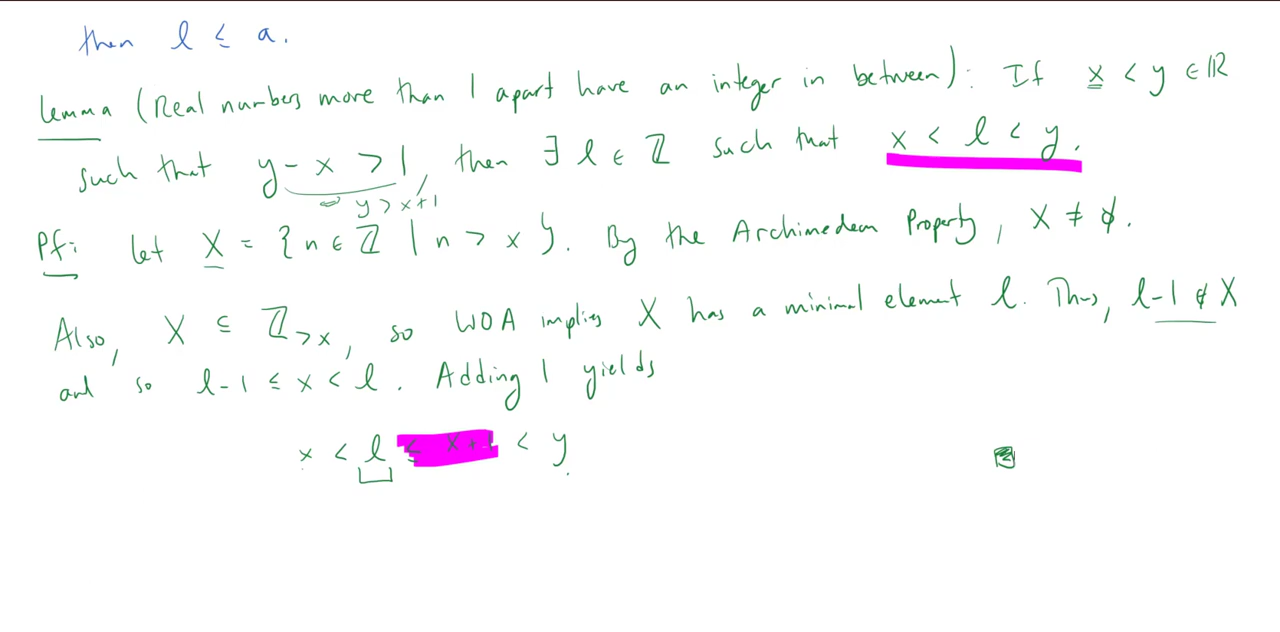 then l ≤ a.
Lemma (Real numbers more than 1 apart have an integer in between): If x < y ∈ ℝ
such that y - x > 1, then ∃ l ∈ ℤ such that x < l < y.
⇔ y > x+1
Pf: let X = {n ∈ ℤ | n > x}. By the Archimedean Property, X ≠ ∅.
Also, X ⊆ ℤ_{>x}, so WOA implies X has a minimal element l. Thus, l-1 ∉ X
and so l-1 ≤ x < l. Adding 1 yields
x < l ≤ x+1 < y